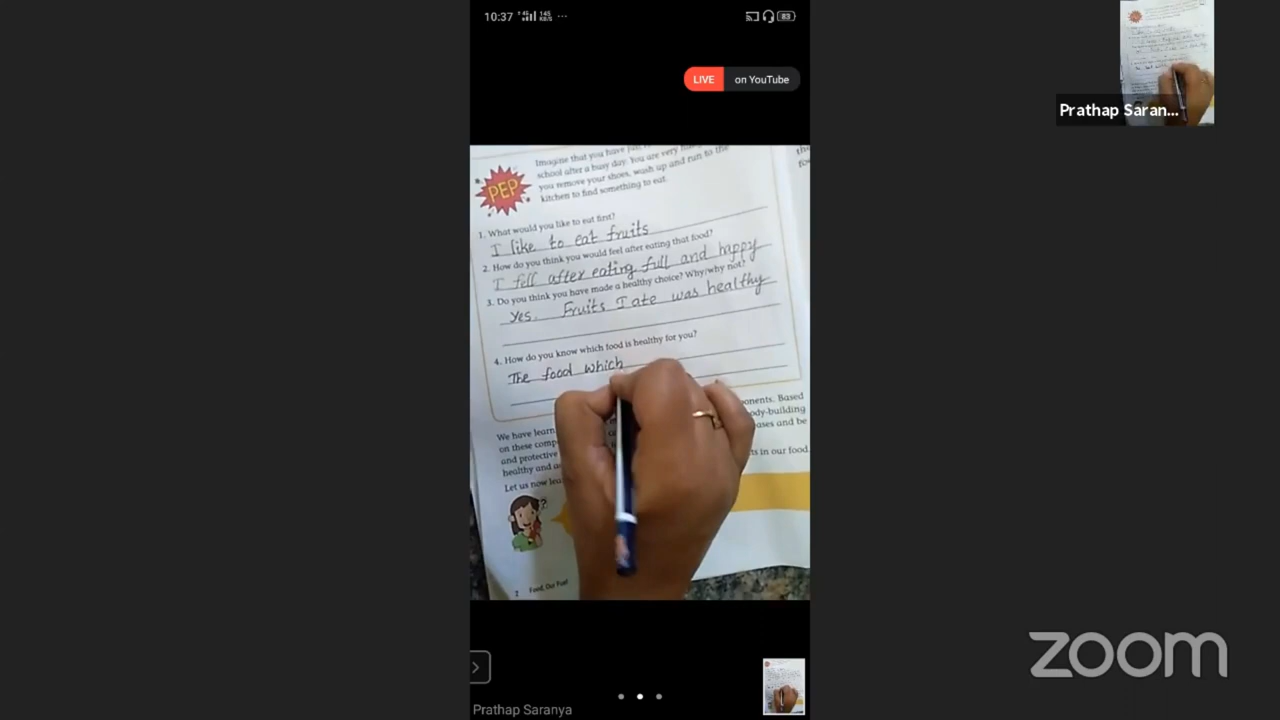 10:37 4G 145 KB/S ... 83
LIVE on YouTube
Prathap Saran...
Imagine that you have just
school after a busy day. You are very
you remove your shoes, wash up and run to the
kitchen to find something to eat.
PEP
1. What would you like to eat first?
I like to eat fruits
2. How do you think you would feel after eating that food?
I fell after eating full and happy
3. Do you think you have made a healthy choice? Why/why not?
Yes. Fruits I ate was healthy
4. How do you know which food is healthy for you?
The food which
We have learn
onents. Based
on these comp
ody-building
and protective
ases and be
healthy and a
ts in our food.
Let us now lea
2 Food, Our Fuel
Prathap Saranya
zoom